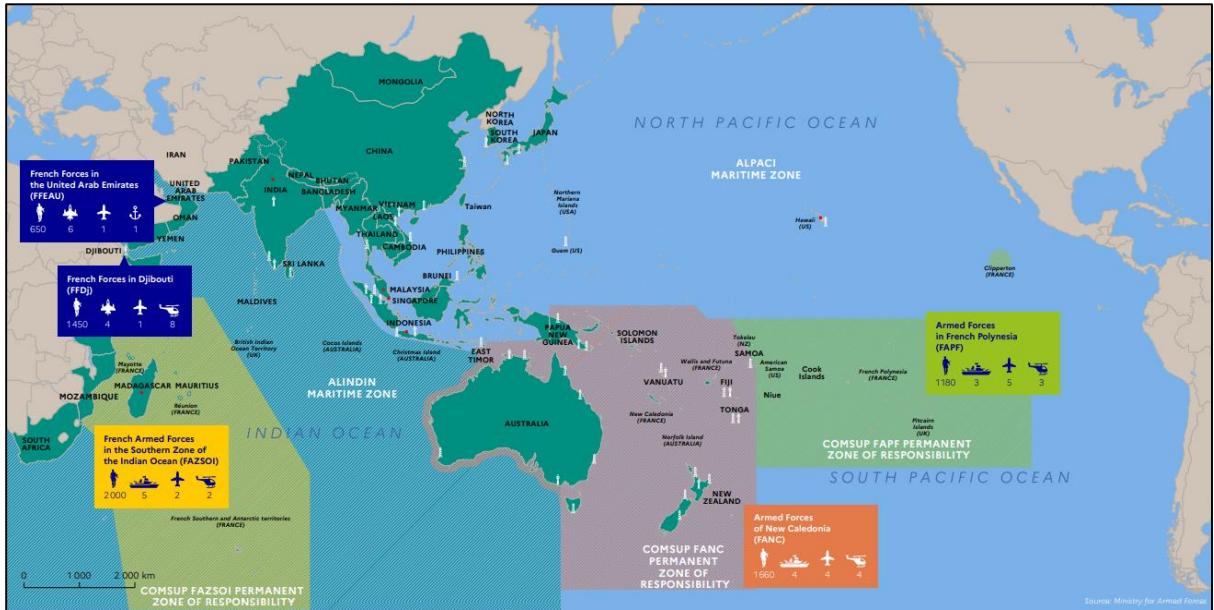 MONGOLIA
NORTH
KOREA
SOUTH
KOREA
JAPAN
NORTH PACIFIC OCEAN
CHINA
IRAN
PAKISTAN
NEPAL
BHUTAN
BANGLADESH
INDIA
ALPACI
MARITIME ZONE
French Forces in
the United Arab Emirates
(FFEAU)
650 6 1 1
UNITED
ARAB
EMIRATES
OMAN
YEMEN
DJIBOUTI
MYANMAR
VIETNAM
LAOS
THAILAND
CAMBODIA
Taiwan
Northern
Mariana
Islands
(USA)
Hawaii
(US)
Guam (US)
PHILIPPINES
Clipperton
(FRANCE)
French Forces in Djibouti
(FFDj)
1450 4 1 8
SRI LANKA
MALDIVES
BRUNEI
MALAYSIA
SINGAPORE
INDONESIA
British Indian
Ocean Territory
(UK)
Cocos Islands
(AUSTRALIA)
Christmas Island
(AUSTRALIA)
EAST
TIMOR
PAPUA
NEW
GUINEA
SOLOMON
ISLANDS
Tokelau
(NZ)
SAMOA
American
Samoa
(US)
Cook
Islands
Niue
French Polynesia
(FRANCE)
Pitcairn
Islands
(UK)
Armed Forces
in French Polynesia
(FAPF)
1180 3 5 3
Wallis and Futuna
(FRANCE)
VANUATU
FIJI
TONGA
New Caledonia
(FRANCE)
Norfolk Island
(AUSTRALIA)
Mayotte
(FRANCE)
MADAGASCAR
MAURITIUS
Réunion
(FRANCE)
MOZAMBIQUE
SOUTH
AFRICA
ALINDIN
MARITIME ZONE
INDIAN OCEAN
AUSTRALIA
COMSUP FAPF PERMANENT
ZONE OF RESPONSIBILITY
SOUTH PACIFIC OCEAN
French Armed Forces
in the Southern Zone of
the Indian Ocean (FAZSOI)
2000 5 2 2
NEW
ZEALAND
French Southern and Antarctic territories
(FRANCE)
Armed Forces
of New Caledonia
(FANC)
1660 4 4 4
COMSUP FANC
PERMANENT
ZONE OF
RESPONSIBILITY
0 1 000 2 000 km
COMSUP FAZSOI PERMANENT
ZONE OF RESPONSIBILITY
Source: Ministry for Armed Forces